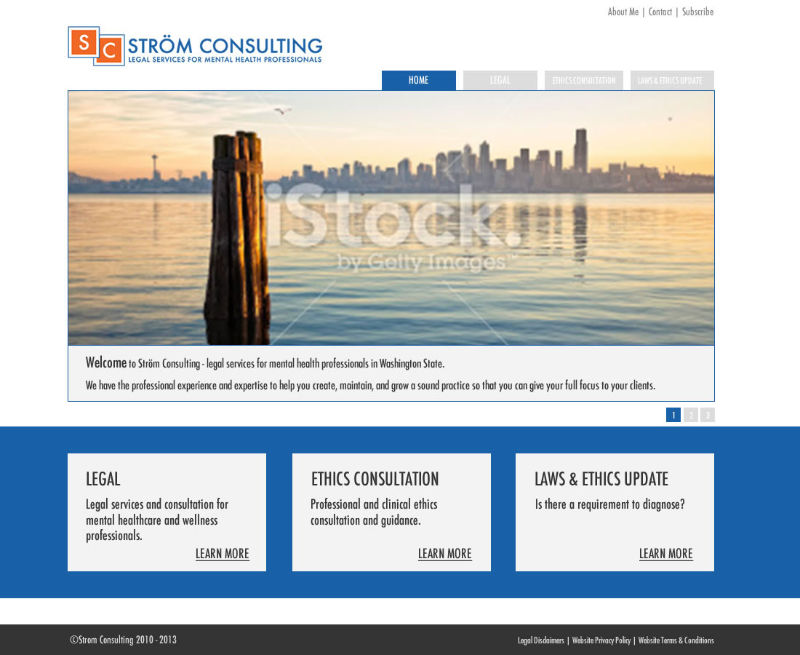 About Me | Contact | Subscribe
SC
STRÖM CONSULTING
LEGAL SERVICES FOR MENTAL HEALTH PROFESSIONALS
HOME LEGAL ETHICS CONSULTATION LAWS & ETHICS UPDATE
iStock.
by Getty Images™
Welcome to Ström Consulting - legal services for mental health professionals in Washington State.
We have the professional experience and expertise to help you create, maintain, and grow a sound practice so that you can give your full focus to your clients.
1 2 3
LEGAL
Legal services and consultation for
mental healthcare and wellness
professionals.
LEARN MORE
ETHICS CONSULTATION
Professional and clinical ethics
consultation and guidance.
LEARN MORE
LAWS & ETHICS UPDATE
Is there a requirement to diagnose?
LEARN MORE
©Strom Consulting 2010 - 2013
Legal Disclaimers | Website Privacy Policy | Website Terms & Conditions